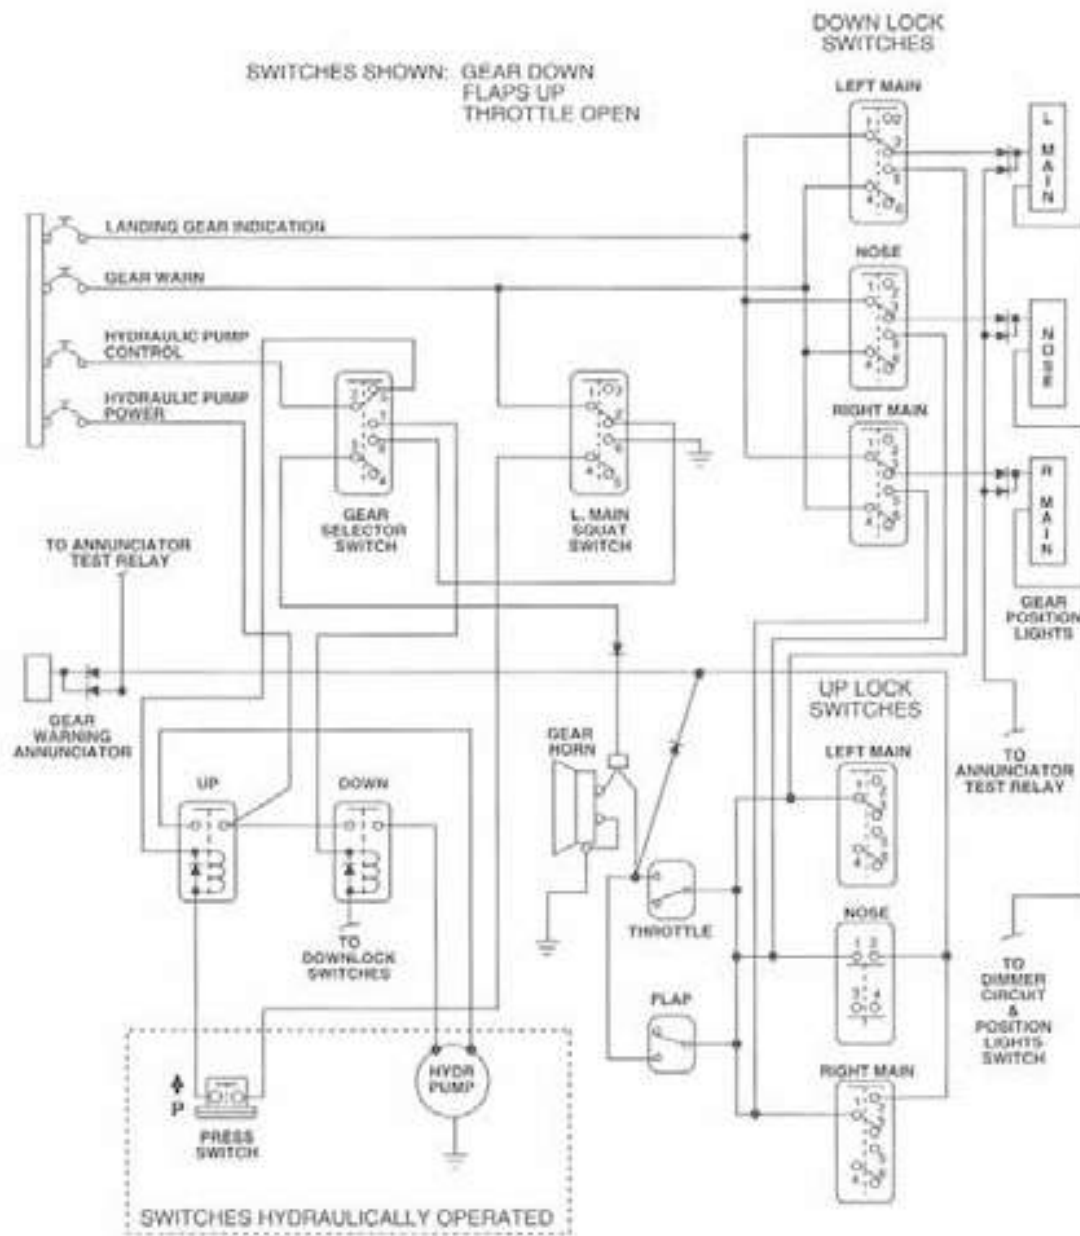 DOWN LOCK
SWITCHES
SWITCHES SHOWN: GEAR DOWN
FLAPS UP
THROTTLE OPEN
LEFT MAIN
L MAIN
LANDING GEAR INDICATION
NOSE
GEAR WARN
NOSE
HYDRAULIC PUMP
CONTROL
HYDRAULIC PUMP
POWER
RIGHT MAIN
R MAIN
GEAR
SELECTOR
SWITCH
L. MAIN
SQUAT
SWITCH
TO ANNUNCIATOR
TEST RELAY
GEAR
POSITION
LIGHTS
UP LOCK
SWITCHES
GEAR
WARNING
ANNUNCIATOR
GEAR
HORN
LEFT MAIN
TO
ANNUNCIATOR
TEST RELAY
UP
DOWN
TO
DOWNLOCK
SWITCHES
THROTTLE
NOSE
1 2
3 4
FLAP
TO
DIMMER
CIRCUIT
&
POSITION
LIGHTS
SWITCH
HYDR
PUMP
RIGHT MAIN
P
PRESS
SWITCH
SWITCHES HYDRAULICALLY OPERATED